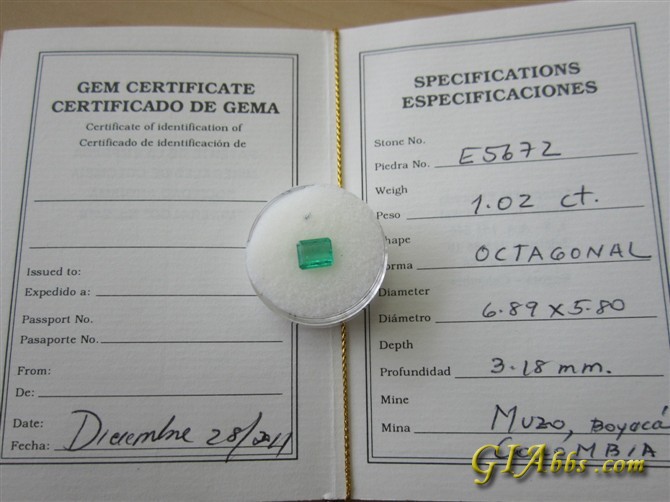 GEM CERTIFICATE
CERTIFICADO DE GEMA
Certificate of identification of
Certificado de identificación de
Issued to:
Expedido a:
Passport No.
Pasaporte No.
From:
De:
Date:
Fecha: Diciembre 28/2011
SPECIFICATIONS
ESPECIFICACIONES
Stone No.
Piedra No. E5672
Weigh
Peso 1.02 ct.
hape
orma OCTAGONAL
Diameter
Diámetro 6.89 x 5.80
Depth
Profundidad 3.18 mm.
Mine
Mina MUZO, Boyacá
COLOMBIA
GIAbbs.com